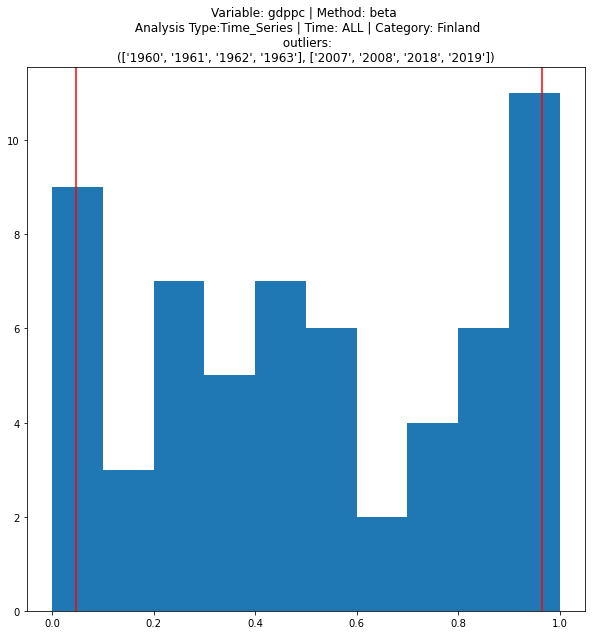 Variable: gdppc | Method: beta
Analysis Type:Time_Series | Time: ALL | Category: Finland
outliers:
(['1960', '1961', '1962', '1963'], ['2007', '2008', '2018', '2019'])
10
8
6
4
2
0
0.0 0.2 0.4 0.6 0.8 1.0